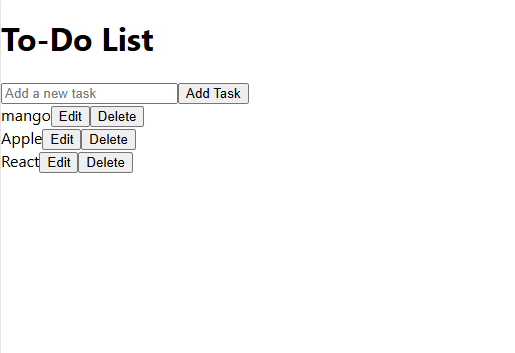 To-Do List
Add a new task Add Task
mango Edit Delete
Apple Edit Delete
React Edit Delete